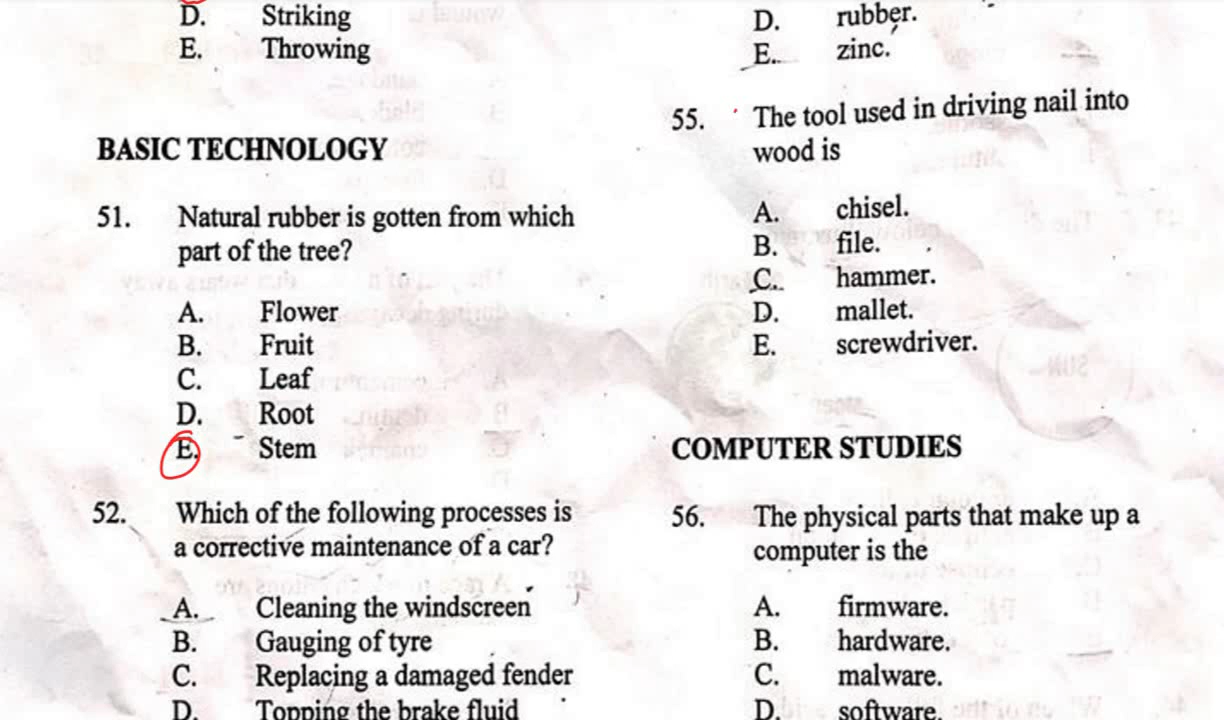 D. Striking
E. Throwing
BASIC TECHNOLOGY
51. Natural rubber is gotten from which
part of the tree?
A. Flower
B. Fruit
C. Leaf
D. Root
E. Stem
52. Which of the following processes is
a corrective maintenance of a car?
A. Cleaning the windscreen
B. Gauging of tyre
C. Replacing a damaged fender
D. Topping the brake fluid
D. rubber.
E. zinc.
55. The tool used in driving nail into
wood is
A. chisel.
B. file.
C. hammer.
D. mallet.
E. screwdriver.
COMPUTER STUDIES
56. The physical parts that make up a
computer is the
A. firmware.
B. hardware.
C. malware.
D. software.